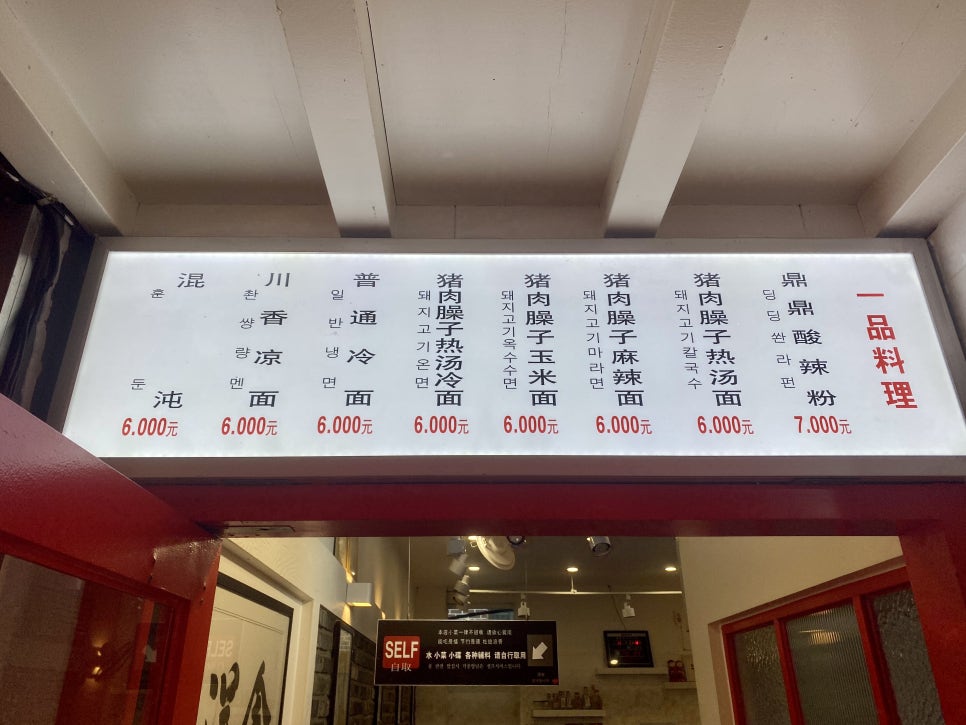 一品料理
鼎鼎酸辣粉
딩딩쏸라펀
7.000元
猪肉臊子热汤面
돼지고기칼국수
6.000元
猪肉臊子麻辣面
돼지고기마라면
6.000元
猪肉臊子玉米面
돼지고기옥수수면
6.000元
猪肉臊子热汤冷面
돼지고기온면
6.000元
普通冷面
일반냉면
6.000元
川香凉面
촨썅량멘
6.000元
混沌
훈둔
6.000元
SELF
自取
水 小菜 小碟 各种辅料 请自行取用